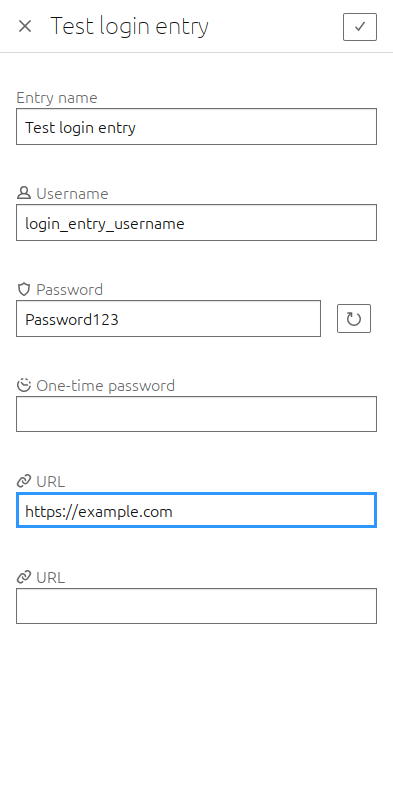 Test login entry
Entry name
Test login entry
Username
login_entry_username
Password
Password123
One-time password
URL
https://example.com
URL